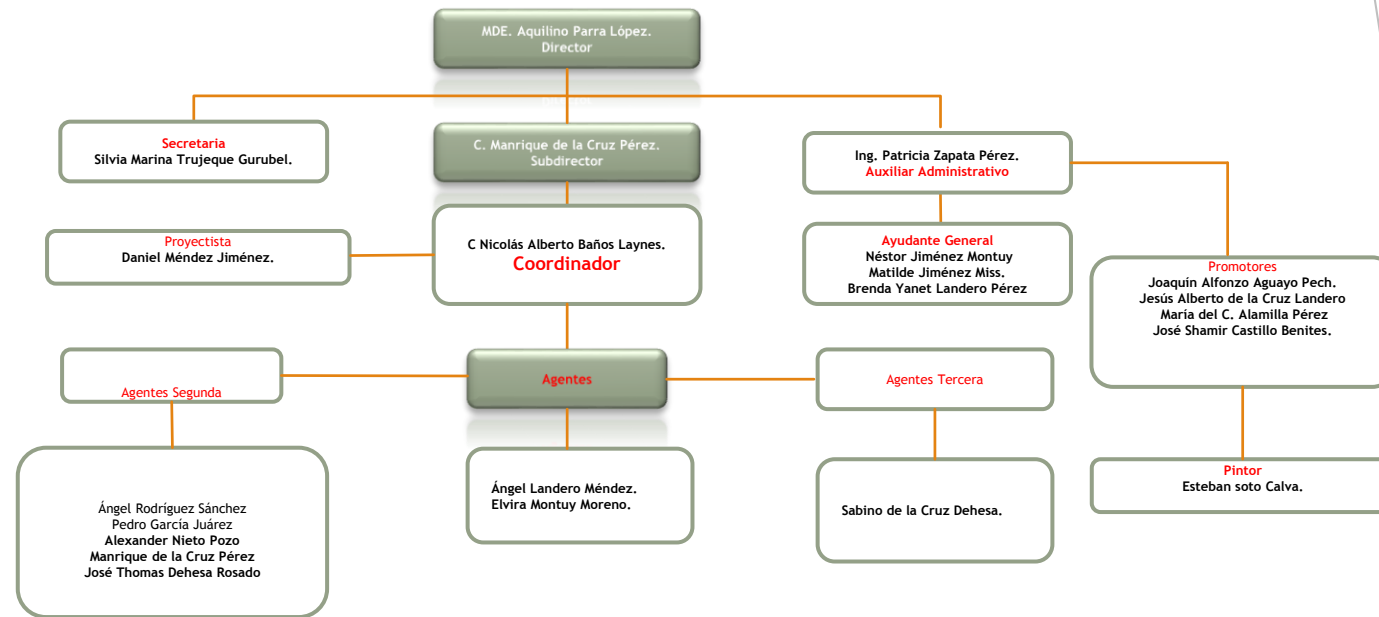 MDE. Aquilino Parra López.
Director
Secretaria
Silvia Marina Trujeque Gurubel.
C. Manrique de la Cruz Pérez.
Subdirector
Ing. Patricia Zapata Pérez.
Auxiliar Administrativo
Proyectista
Daniel Méndez Jiménez.
C Nicolás Alberto Baños Laynes.
Coordinador
Ayudante General
Néstor Jiménez Montuy
Matilde Jiménez Miss.
Brenda Yanet Landero Pérez
Promotores
Joaquín Alfonzo Aguayo Pech.
Jesús Alberto de la Cruz Landero
María del C. Alamilla Pérez
José Shamir Castillo Benites.
Agentes Segunda
Agentes
Agentes Tercera
Ángel Rodríguez Sánchez
Pedro García Juárez
Alexander Nieto Pozo
Manrique de la Cruz Pérez
José Thomas Dehesa Rosado
Ángel Landero Méndez.
Elvira Montuy Moreno.
Sabino de la Cruz Dehesa.
Pintor
Esteban soto Calva.